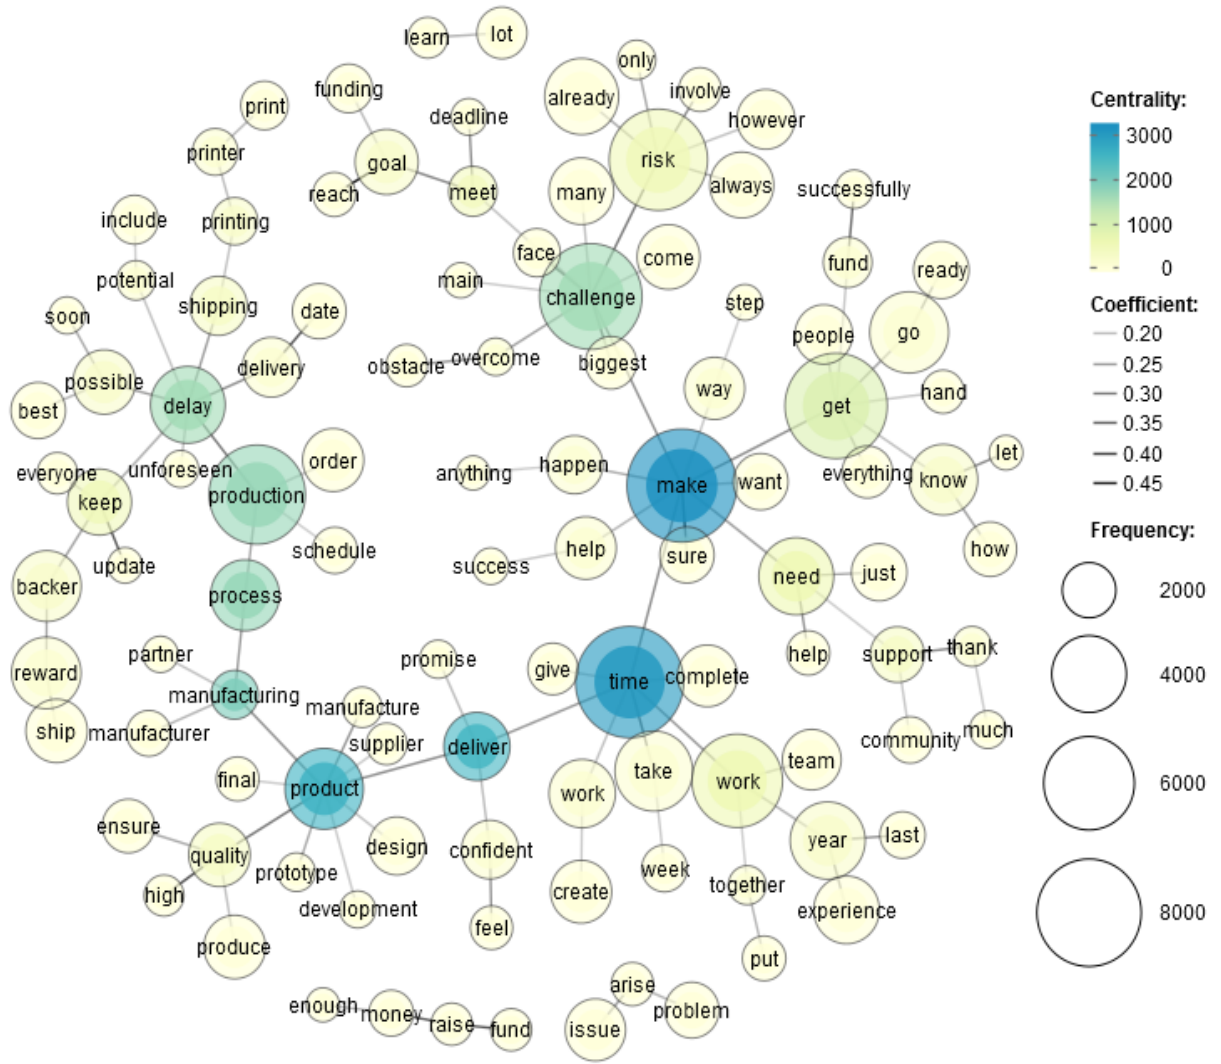 learn
lot
only
funding
print
already
involve
deadline
however
printer
goal
risk
reach
meet
many
always
successfully
include
printing
face
come
fund
ready
potential
main
challenge
step
soon
shipping
date
people
go
obstacle
overcome
biggest
delivery
possible
way
hand
best
delay
get
everyone
unforeseen
order
anything
happen
let
everything
keep
production
make
want
know
schedule
help
sure
how
success
update
backer
process
need
just
partner
promise
give
time
complete
help
support
thank
reward
manufacturing
manufacture
ship
manufacturer
supplier
deliver
community
much
final
product
work
take
work
team
ensure
quality
design
confident
year
last
high
prototype
week
together
create
development
experience
produce
feel
put
enough
money
raise
fund
arise
issue
problem
Centrality:
3000
2000
1000
0
Coefficient:
0.20
0.25
0.30
0.35
0.40
0.45
Frequency:
2000
4000
6000
8000